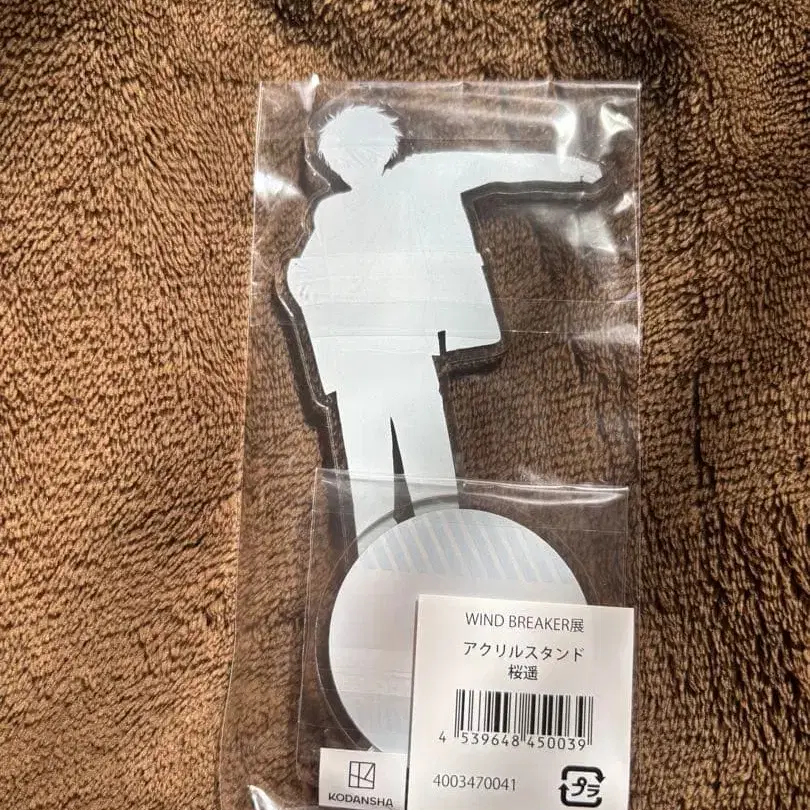 WIND BREAKER展
アクリルスタンド
桜遥
4 539648 450039
4003470041
プラ
KODANSHA